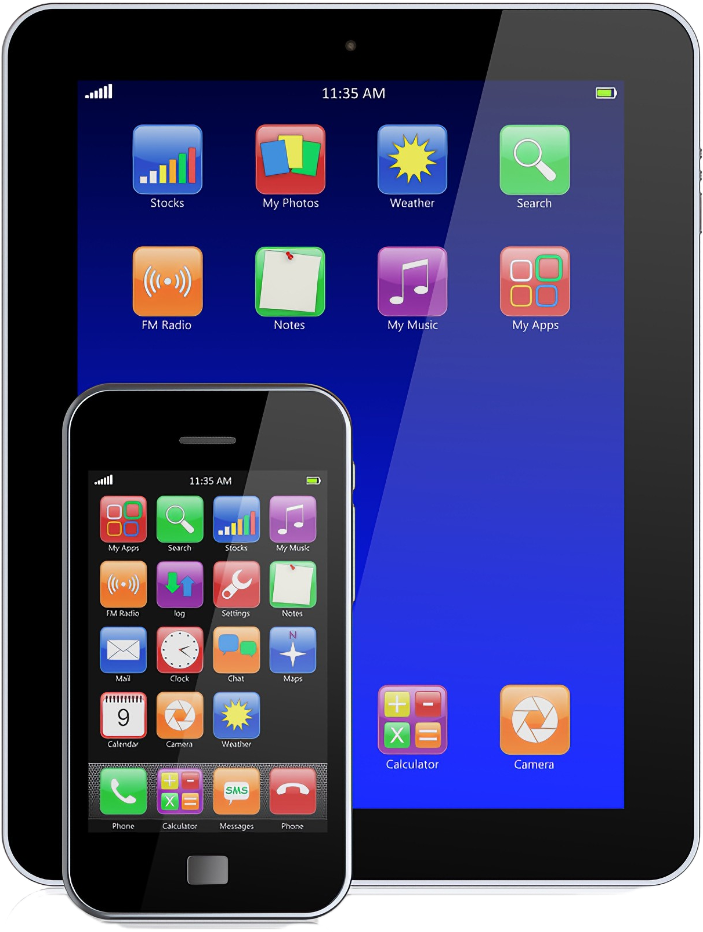 11:35 AM
Stocks My Photos Weather Search
FM Radio Notes My Music My Apps
Calculator Camera
11:35 AM
My Apps Search Stocks My Music
FM Radio log Settings Notes
N
Mail Clock Chat Maps
9
Calendar Camera Weather
+ -
X =
SMS
Phone Calculator Messages Phone